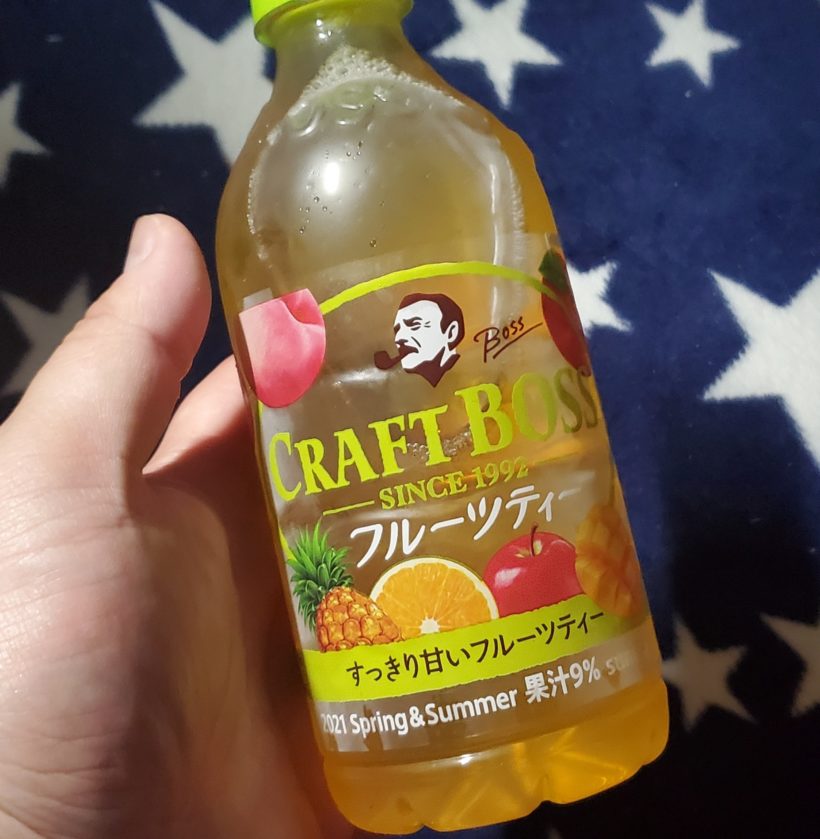 Boss
CRAFT BOSS
SINCE 1992
フルーツティー
すっきり甘いフルーツティー
2021 Spring&Summer 果汁9%